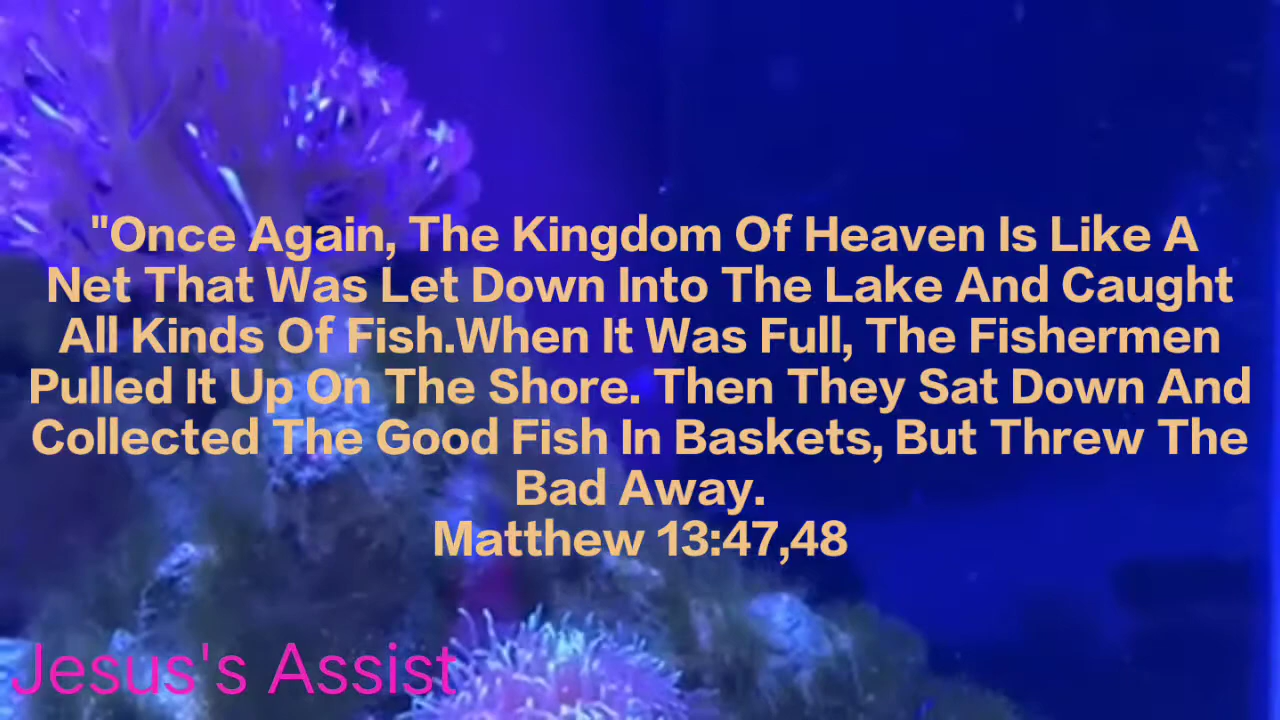 "Once Again, The Kingdom Of Heaven Is Like A
Net That Was Let Down Into The Lake And Caught
All Kinds Of Fish.When It Was Full, The Fishermen
Pulled It Up On The Shore. Then They Sat Down And
Collected The Good Fish In Baskets, But Threw The
Bad Away.
Matthew 13:47,48
Jesus's Assist